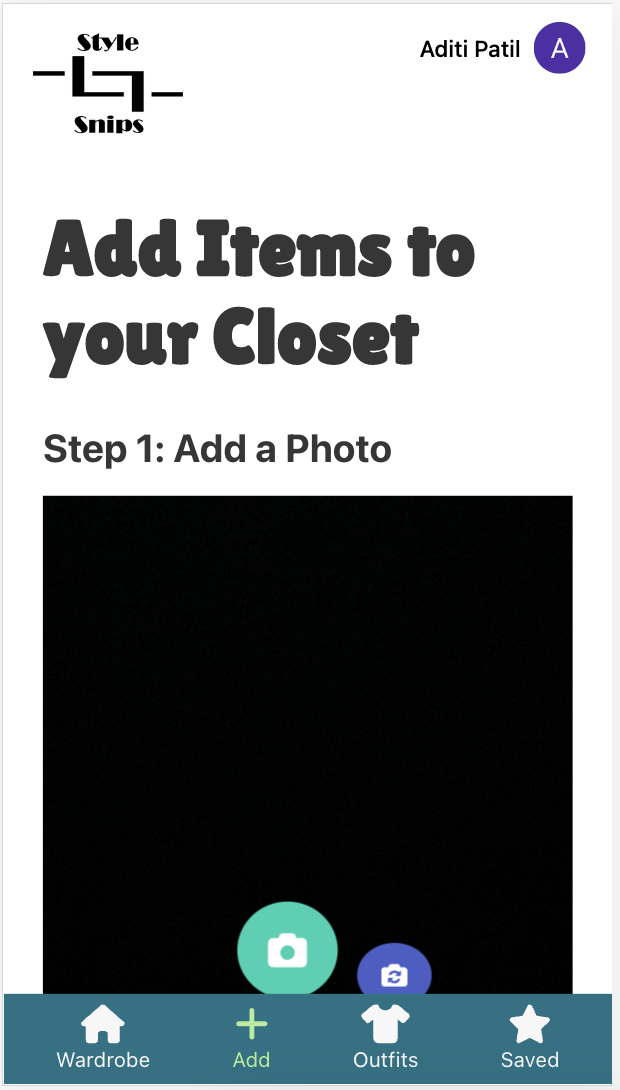 Style
Snips
Aditi Patil
A
Add Items to
your Closet
Step 1: Add a Photo
Wardrobe
Add
Outfits
Saved